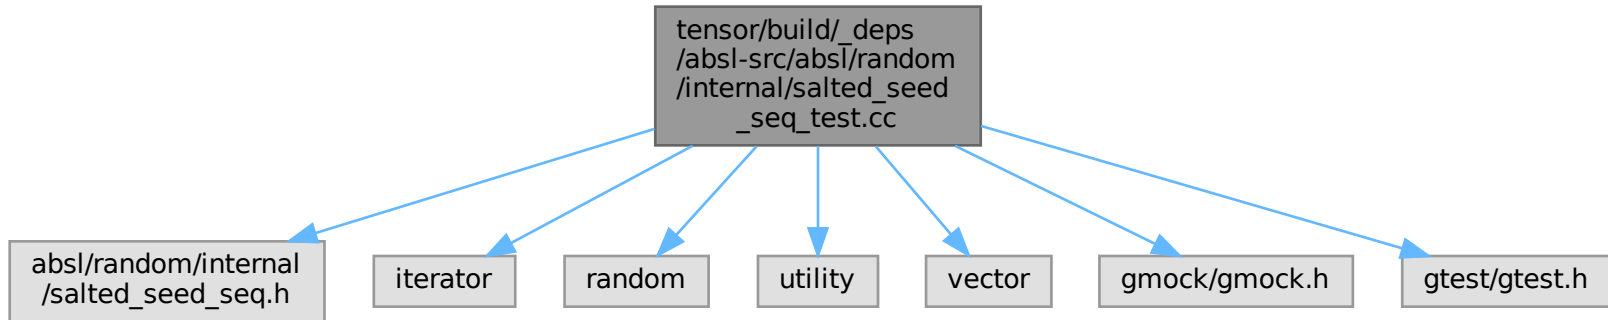 tensor/build/_deps
/absl-src/absl/random
/internal/salted_seed
_seq_test.cc
absl/random/internal
/salted_seed_seq.h
iterator
random
utility
vector
gmock/gmock.h
gtest/gtest.h